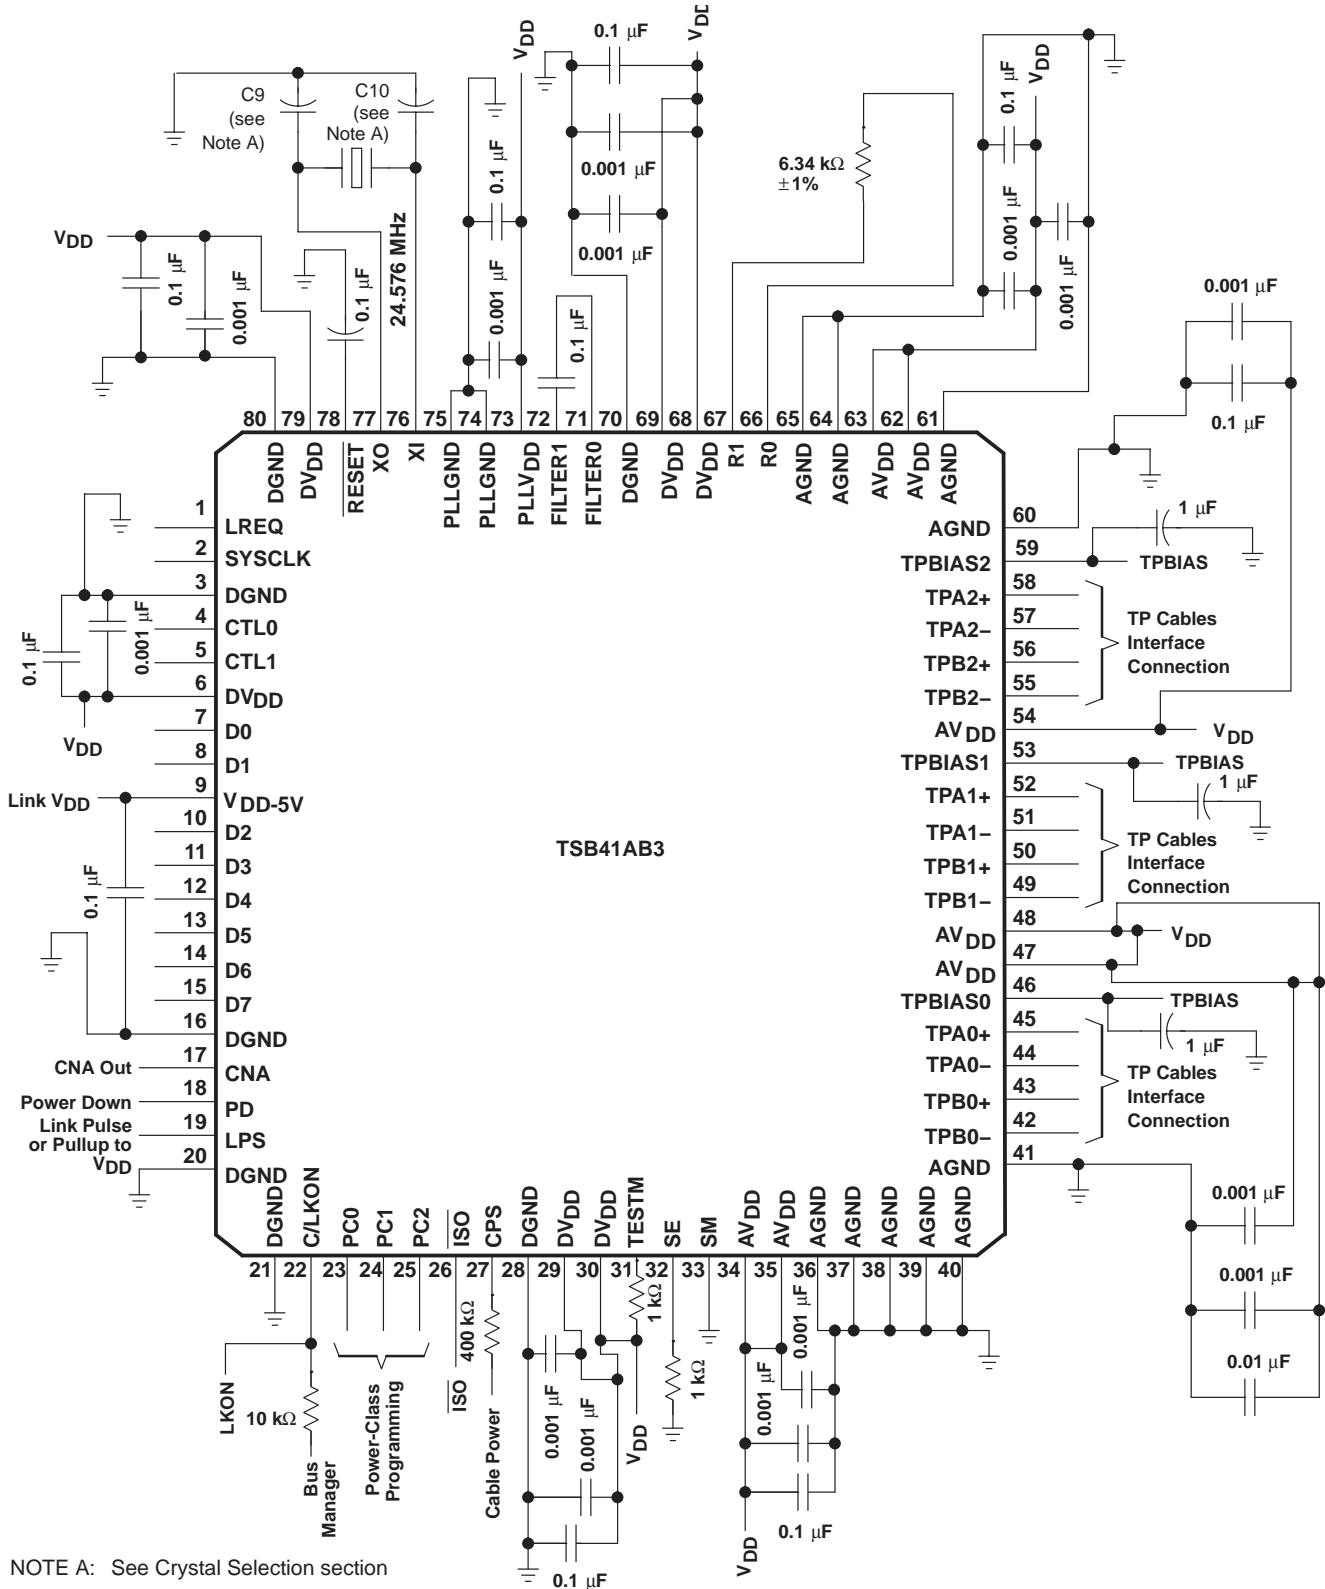 0.1 µF
VDD
VDD
C9
(see
Note A)
C10
(see
Note A)
24.576 MHz
0.1 µF
0.001 µF
0.001 µF
0.001 µF
6.34 kΩ
±1%
0.1 µF
VDD
0.001 µF
0.001 µF
VDD
0.1 µF
0.001 µF
0.1 µF
0.1 µF
0.001 µF
0.1 µF
80 79 78 77 76 75 74 73 72 71 70 69 68 67 66 65 64 63 62 61
DGND
DVDD
RESET
XO
XI
PLLGND
PLLGND
PLLVDD
FILTER1
FILTER0
DGND
DVDD
DVDD
R1
R0
AGND
AGND
AVDD
AVDD
AGND
1
LREQ
2
SYSCLK
3
DGND
4
CTL0
5
CTL1
6
DVDD
7
D0
8
D1
9
VDD-5V
10
D2
11
D3
12
D4
13
D5
14
D6
15
D7
16
DGND
17
CNA
18
PD
19
LPS
20
DGND
0.1 µF
0.001 µF
VDD
Link VDD
0.1 µF
CNA Out
Power Down
Link Pulse
or Pullup to
VDD
TSB41AB3
60
AGND
59
TPBIAS2
58
TPA2+
57
TPA2–
56
TPB2+
55
TPB2–
54
AVDD
53
TPBIAS1
52
TPA1+
51
TPA1–
50
TPB1+
49
TPB1–
48
AVDD
47
AVDD
46
TPBIAS0
45
TPA0+
44
TPA0–
43
TPB0+
42
TPB0–
41
AGND
1 µF
TPBIAS
TP Cables
Interface
Connection
VDD
TPBIAS
1 µF
TP Cables
Interface
Connection
VDD
TPBIAS
1 µF
TP Cables
Interface
Connection
0.001 µF
0.001 µF
0.01 µF
DGND
C/LKON
PC0
PC1
PC2
ISO
CPS
DGND
DVDD
DVDD
TESTM
SE
SM
AVDD
AVDD
AGND
AGND
AGND
AGND
AGND
21 22 23 24 25 26 27 28 29 30 31 32 33 34 35 36 37 38 39 40
LKON
10 kΩ
Bus
Manager
Power-Class
Programming
ISO
400 kΩ
Cable Power
0.001 µF
0.001 µF
0.1 µF
1 kΩ
VDD
1 kΩ
0.001 µF
0.001 µF
0.1 µF
VDD
NOTE A: See Crystal Selection section